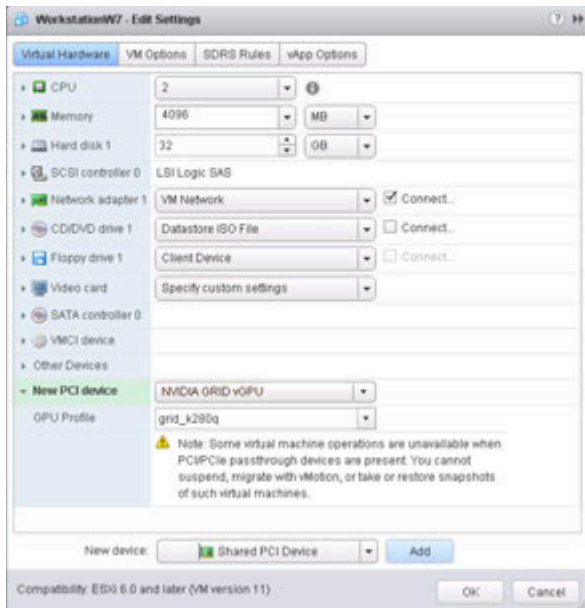 WorkstationW7 - Edit Settings
Virtual Hardware VM Options SDRS Rules vApp Options
CPU 2
Memory 4096 MB
Hard disk 1 32 GB
SCSI controller 0 LSI Logic SAS
Network adapter 1 VM Network Connect...
CD/DVD drive 1 Datastore ISO File Connect...
Floppy drive 1 Client Device Connect...
Video card Specify custom settings
SATA controller 0
VMCI device
Other Devices
New PCI device NVIDIA GRID vGPU
GPU Profile grid_k280q
Note: Some virtual machine operations are unavailable when
PCI/PCIe passthrough devices are present. You cannot
suspend, migrate with vMotion, or take or restore snapshots
of such virtual machines.
New device: Shared PCI Device Add
Compatibility: ESXi 6.0 and later (VM version 11) OK Cancel